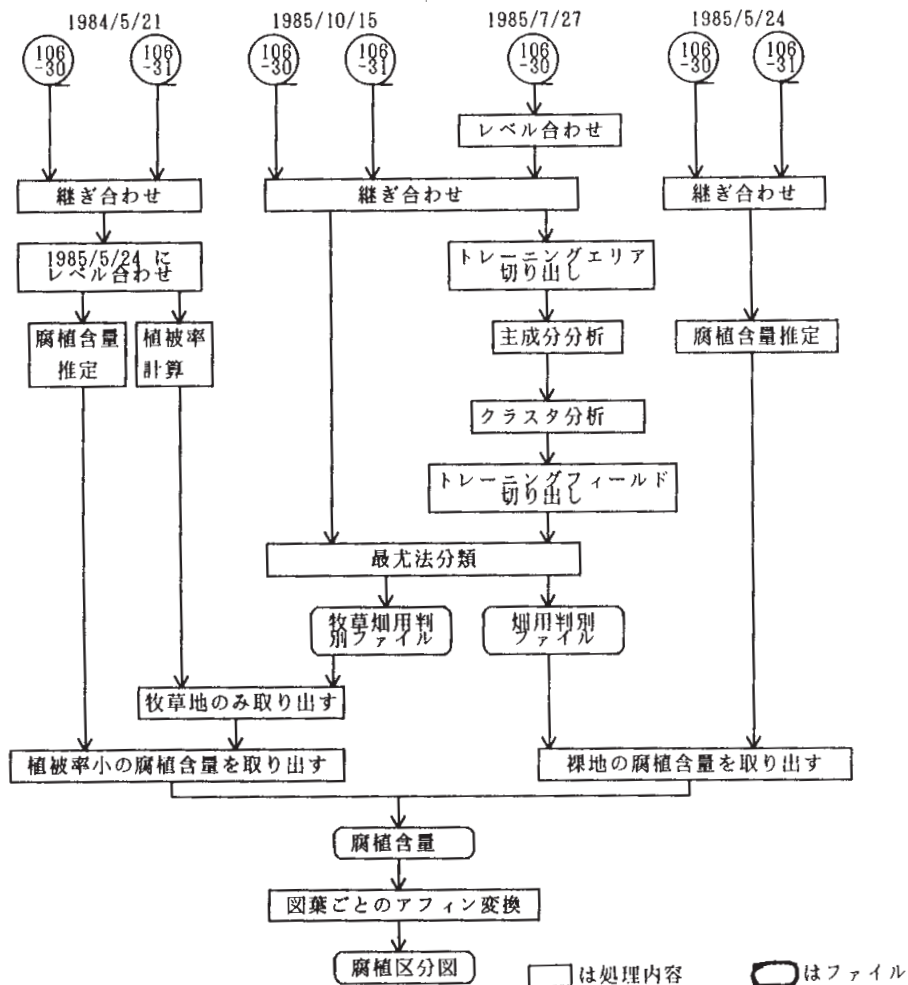 1984/5/21
1985/10/15
1985/7/27
1985/5/24
106
-30
106
-31
106
-30
106
-31
106
-30
106
-30
106
-31
レベル合わせ
継ぎ合わせ
継ぎ合わせ
継ぎ合わせ
1985/5/24 に
レベル合わせ
トレーニングエリア
切り出し
腐植含量
推定
植被率
計算
主成分分析
腐植含量推定
クラスタ分析
トレーニングフィールド
切り出し
最尤法分類
牧草畑用判
別ファイル
畑用判別
ファイル
牧草地のみ取り出す
植被率小の腐植含量を取り出す
裸地の腐植含量を取り出す
腐植含量
図葉ごとのアフィン変換
腐植区分図
は処理内容
はファイル